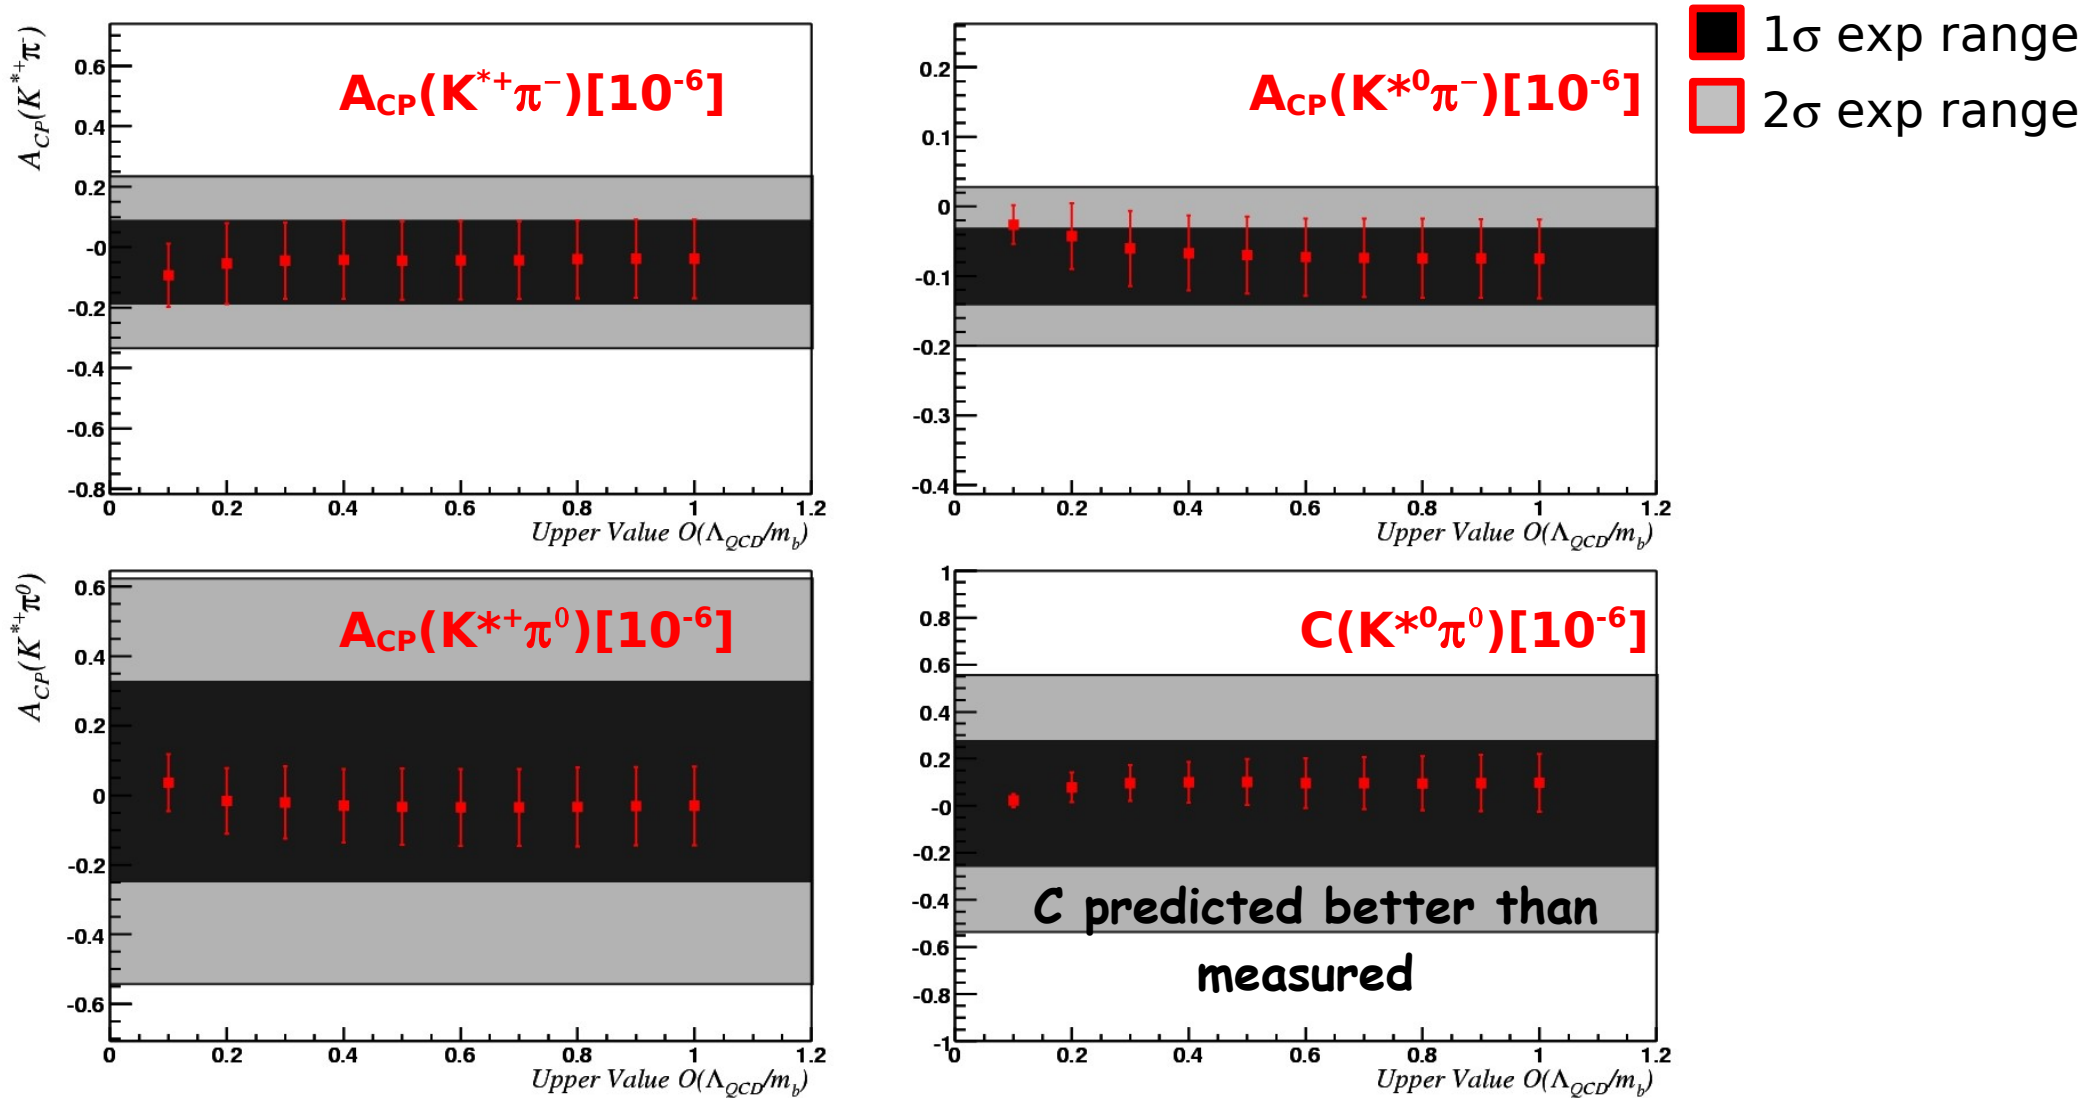 1σ exp range
2σ exp range
A_CP(K*+π-)
A_CP(K*+π−)[10-6]
0.6
0.4
0.2
-0
-0.2
-0.4
-0.6
-0.8
0 0.2 0.4 0.6 0.8 1 1.2
Upper Value O(Λ_QCD/m_b)
A_CP(K*0π−)[10-6]
0.2
0.1
0
-0.1
-0.2
-0.3
-0.4
0 0.2 0.4 0.6 0.8 1 1.2
Upper Value O(Λ_QCD/m_b)
A_CP(K*+π0)
A_CP(K*+π0)[10-6]
0.6
0.4
0.2
0
-0.2
-0.4
-0.6
0 0.2 0.4 0.6 0.8 1 1.2
Upper Value O(Λ_QCD/m_b)
C(K*0π0)[10-6]
1
0.8
0.6
0.4
0.2
-0
-0.2
-0.4
-0.6
-0.8
-1
C predicted better than
measured
0 0.2 0.4 0.6 0.8 1 1.2
Upper Value O(Λ_QCD/m_b)